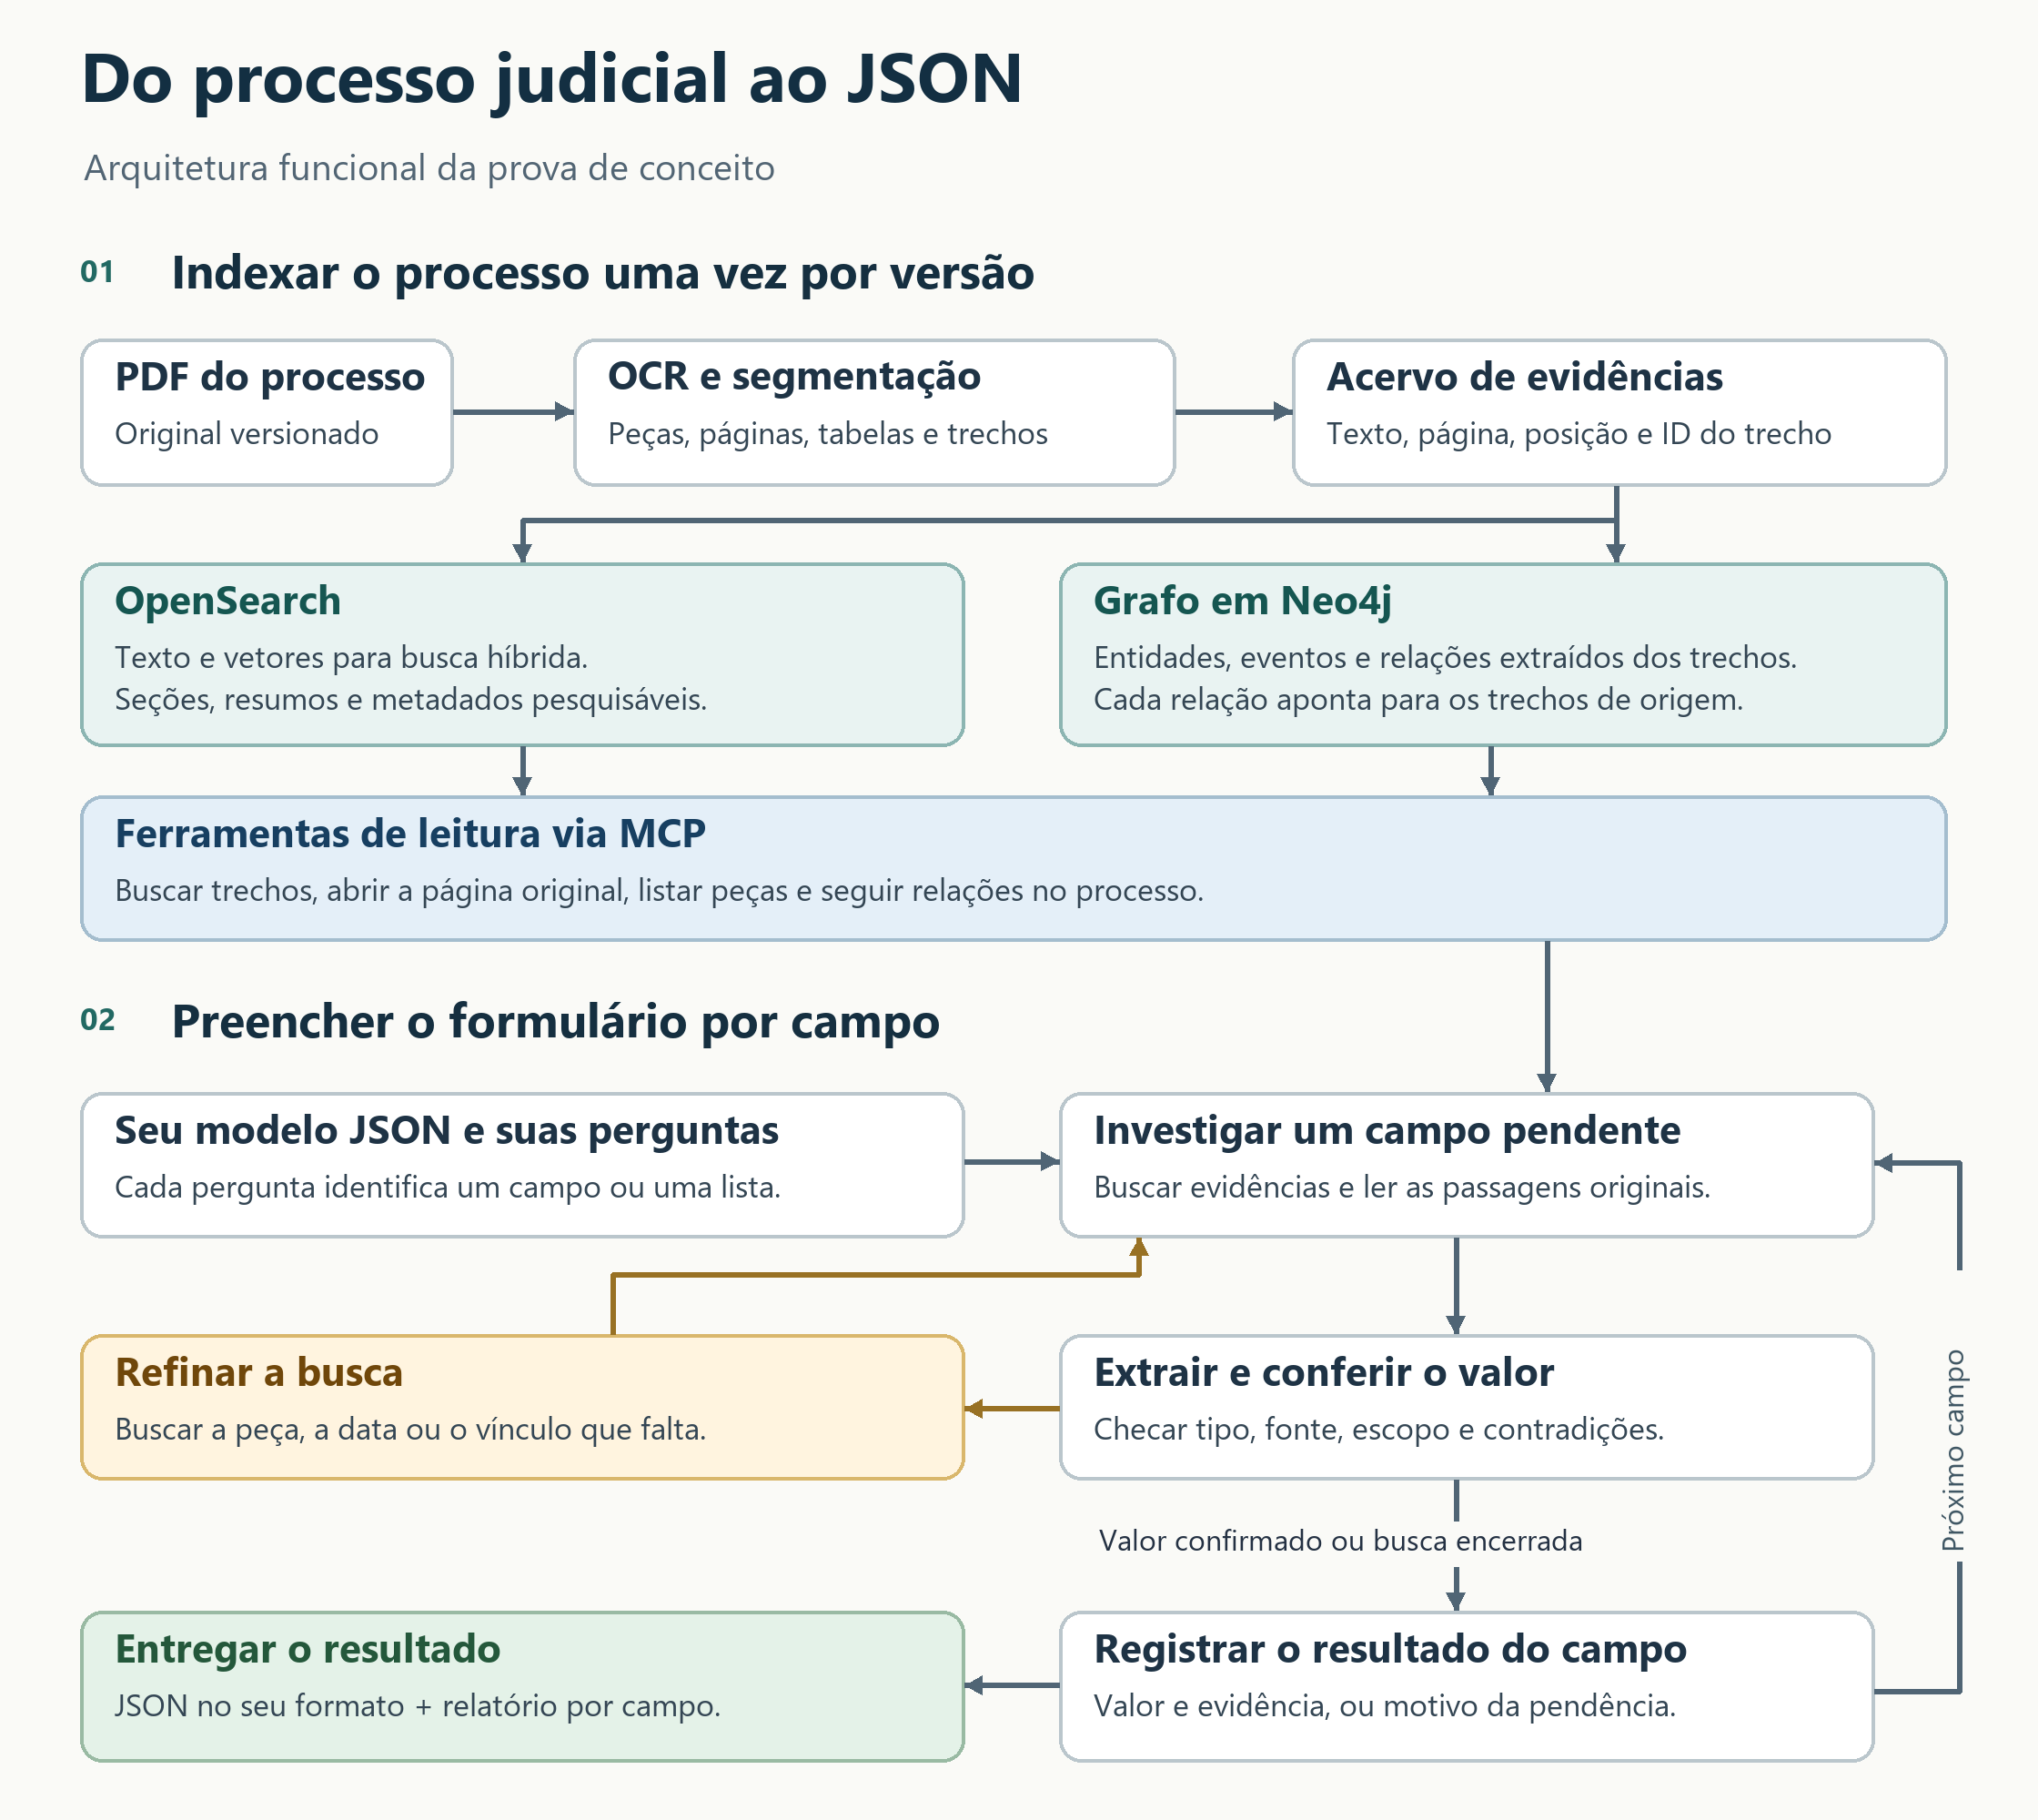 Do processo judicial ao JSON
Arquitetura funcional da prova de conceito
01 Indexar o processo uma vez por versão
PDF do processo
Original versionado
OCR e segmentação
Peças, páginas, tabelas e trechos
Acervo de evidências
Texto, página, posição e ID do trecho
OpenSearch
Texto e vetores para busca híbrida.
Seções, resumos e metadados pesquisáveis.
Grafo em Neo4j
Entidades, eventos e relações extraídos dos trechos.
Cada relação aponta para os trechos de origem.
Ferramentas de leitura via MCP
Buscar trechos, abrir a página original, listar peças e seguir relações no processo.
02 Preencher o formulário por campo
Seu modelo JSON e suas perguntas
Cada pergunta identifica um campo ou uma lista.
Investigar um campo pendente
Buscar evidências e ler as passagens originais.
Refinar a busca
Buscar a peça, a data ou o vínculo que falta.
Extrair e conferir o valor
Checar tipo, fonte, escopo e contradições.
Próximo campo
Valor confirmado ou busca encerrada
Entregar o resultado
JSON no seu formato + relatório por campo.
Registrar o resultado do campo
Valor e evidência, ou motivo da pendência.